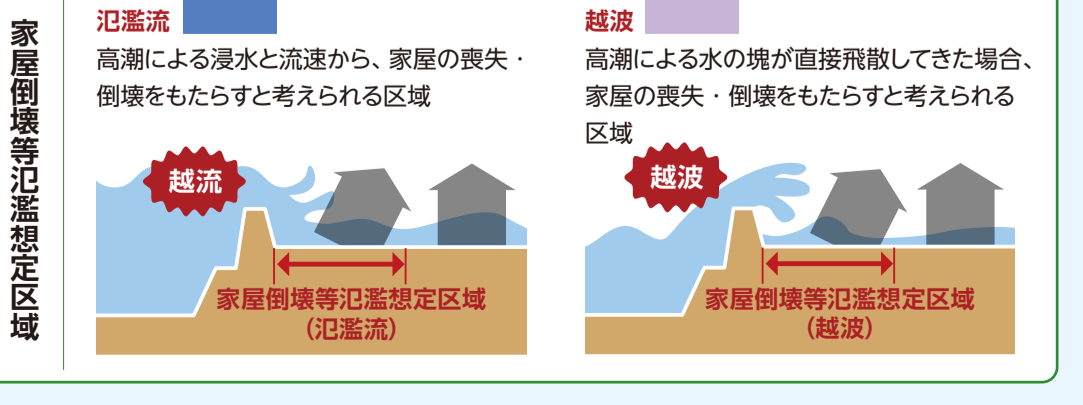 家屋倒壊等氾濫想定区域
氾濫流
高潮による浸水と流速から、家屋の喪失・
倒壊をもたらすと考えられる区域
越流
家屋倒壊等氾濫想定区域
（氾濫流）
越波
高潮による水の塊が直接飛散してきた場合、
家屋の喪失・倒壊をもたらすと考えられる
区域
越波
家屋倒壊等氾濫想定区域
（越波）